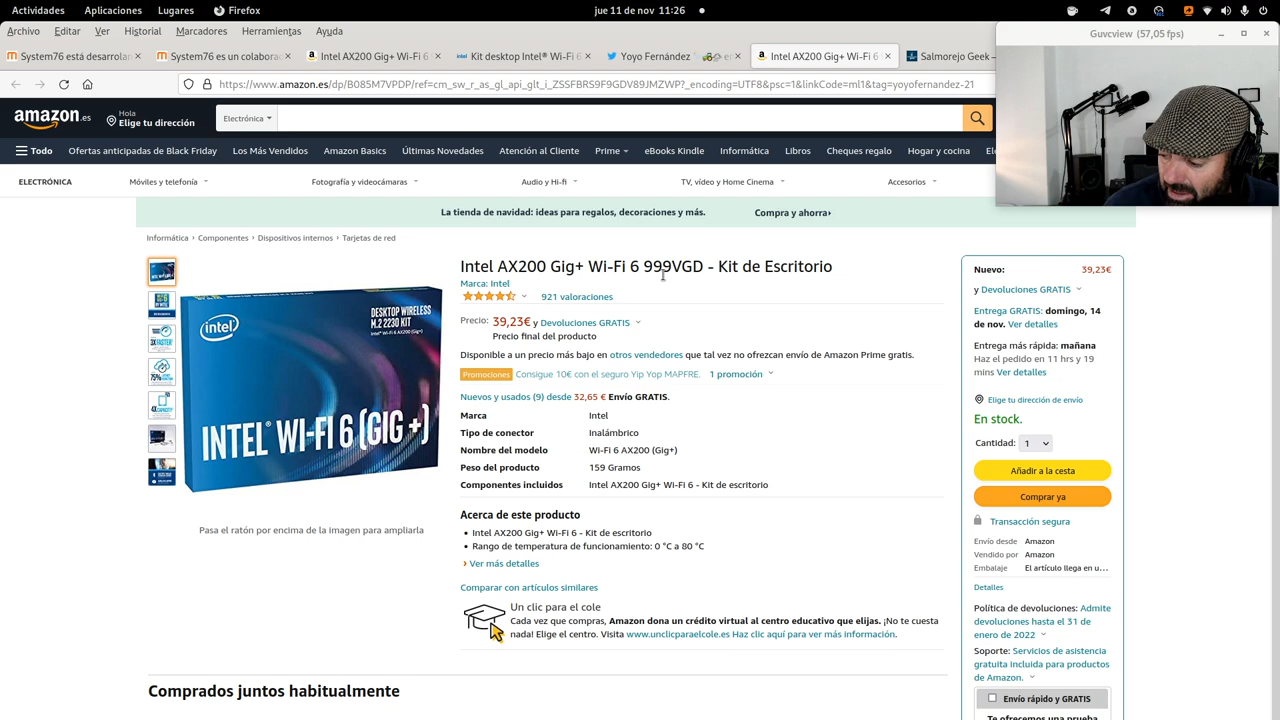 Actividades Aplicaciones Firefox jue 11 de nov 11:26
Archivo Editar Ver Historial Marcadores Herramientas Ayuda
Guvcview (57,05 fps)
System76 está desarro
System76 es un colabo
Intel AX200 Gig+ Wi-Fi 6
Kit desktop Intel® Wi-Fi 6
Yoyo Fernández
Intel AX200 Gig+ Wi-Fi 6
Salmorejo Geek –
https://www.amazon.es/dp/B085M7VPDP/ref=cm_sw_r_as_gl_api_glt_i_ZSSFBRS9F9GDV89JMZWP?_encoding=UTF8&psc=1&linkCode=ml1&tag=yoyofernandez-21
amazon.es
Hola
Elige tu dirección
Electrónica
Todo Ofertas anticipadas de Black Friday Los Más Vendidos Amazon Basics Últimas Novedades Atención al Cliente Prime eBooks Kindle Informática Libros Cheques regalo Hogar y cocina
ELECTRÓNICA Móviles y telefonía Fotografía y videocámaras Audio y Hi-fi TV, vídeo y Home Cinema Accesorios
La tienda de navidad: ideas para regalos, decoraciones y más. Compra y ahorra›
Informática › Componentes › Dispositivos internos › Tarjetas de red
intel
DESKTOP WIRELESS
M.2 2230 KIT
Intel® Wi-Fi 6 AX200 (Gig+)
INTEL® WI-FI 6 (GIG+)
Pasa el ratón por encima de la imagen para ampliarla
Intel AX200 Gig+ Wi-Fi 6 999VGD - Kit de Escritorio
Marca: Intel
921 valoraciones
Precio: 39,23€ y Devoluciones GRATIS
Precio final del producto
Disponible a un precio más bajo en otros vendedores que tal vez no ofrezcan envío de Amazon Prime gratis.
Promociones Consigue 10€ con el seguro Yip Yop MAPFRE. 1 promoción
Nuevos y usados (9) desde 32,65 € Envío GRATIS.
Marca Intel
Tipo de conector Inalámbrico
Nombre del modelo Wi-Fi 6 AX200 (Gig+)
Peso del producto 159 Gramos
Componentes incluidos Intel AX200 Gig+ Wi-Fi 6 - Kit de escritorio
Acerca de este producto
• Intel AX200 Gig+ Wi-Fi 6 - Kit de escritorio
• Rango de temperatura de funcionamiento: 0 °C a 80 °C
› Ver más detalles
Comparar con artículos similares
Un clic para el cole
Cada vez que compras, Amazon dona un crédito virtual al centro educativo que elijas. ¡No te cuesta
nada! Elige el centro. Visita www.unclicparaelcole.es Haz clic aquí para ver más información.
Comprados juntos habitualmente
Nuevo: 39,23€
y Devoluciones GRATIS
Entrega GRATIS: domingo, 14
de nov. Ver detalles
Entrega más rápida: mañana
Haz el pedido en 11 hrs y 19
mins Ver detalles
Elige tu dirección de envío
En stock.
Cantidad: 1
Añadir a la cesta
Comprar ya
Transacción segura
Envío desde Amazon
Vendido por Amazon
Embalaje El artículo llega en u…
Detalles
Política de devoluciones: Admite
devoluciones hasta el 31 de
enero de 2022
Soporte: Servicios de asistencia
gratuita incluida para productos
de Amazon.
Envío rápido y GRATIS
Te ofrecemos una prueba